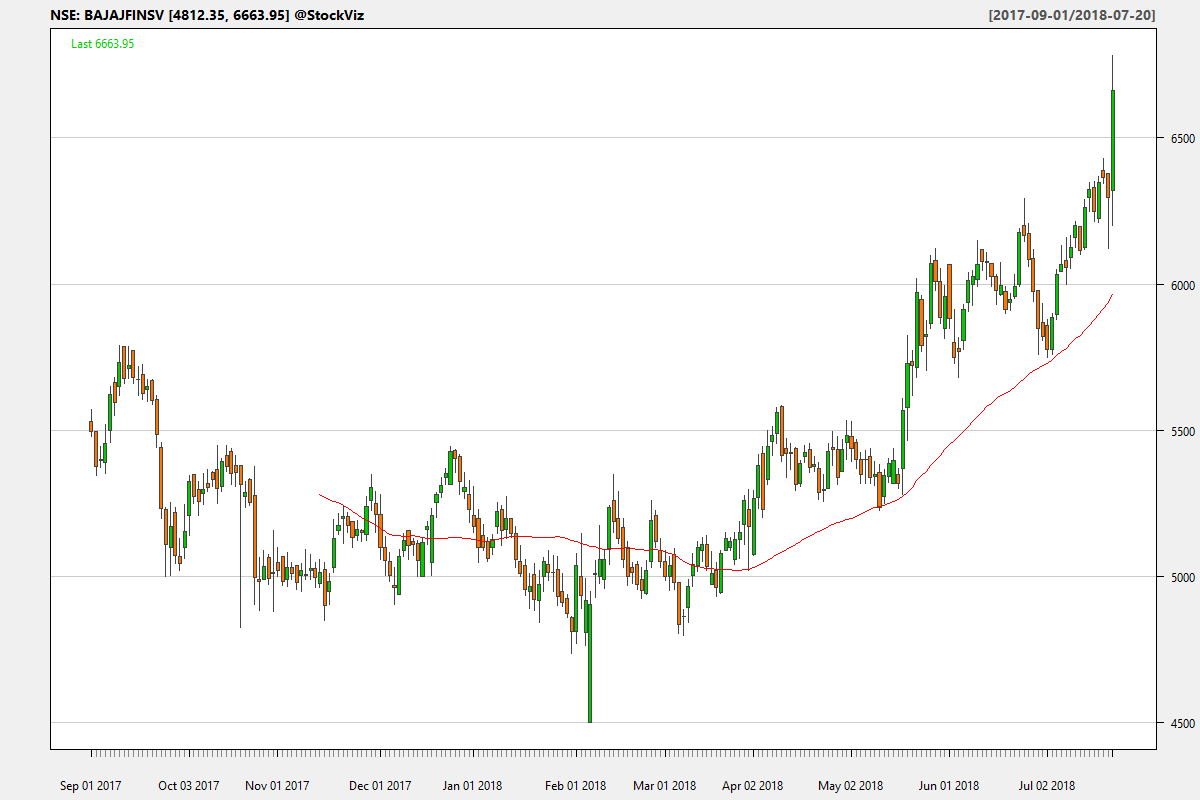 NSE: BAJAJFINSV [4812.35, 6663.95] @StockViz
[2017-09-01/2018-07-20]
Last 6663.95
6500
6000
5500
5000
4500
Sep 01 2017 Oct 03 2017 Nov 01 2017 Dec 01 2017 Jan 01 2018 Feb 01 2018 Mar 01 2018 Apr 02 2018 May 02 2018 Jun 01 2018 Jul 02 2018